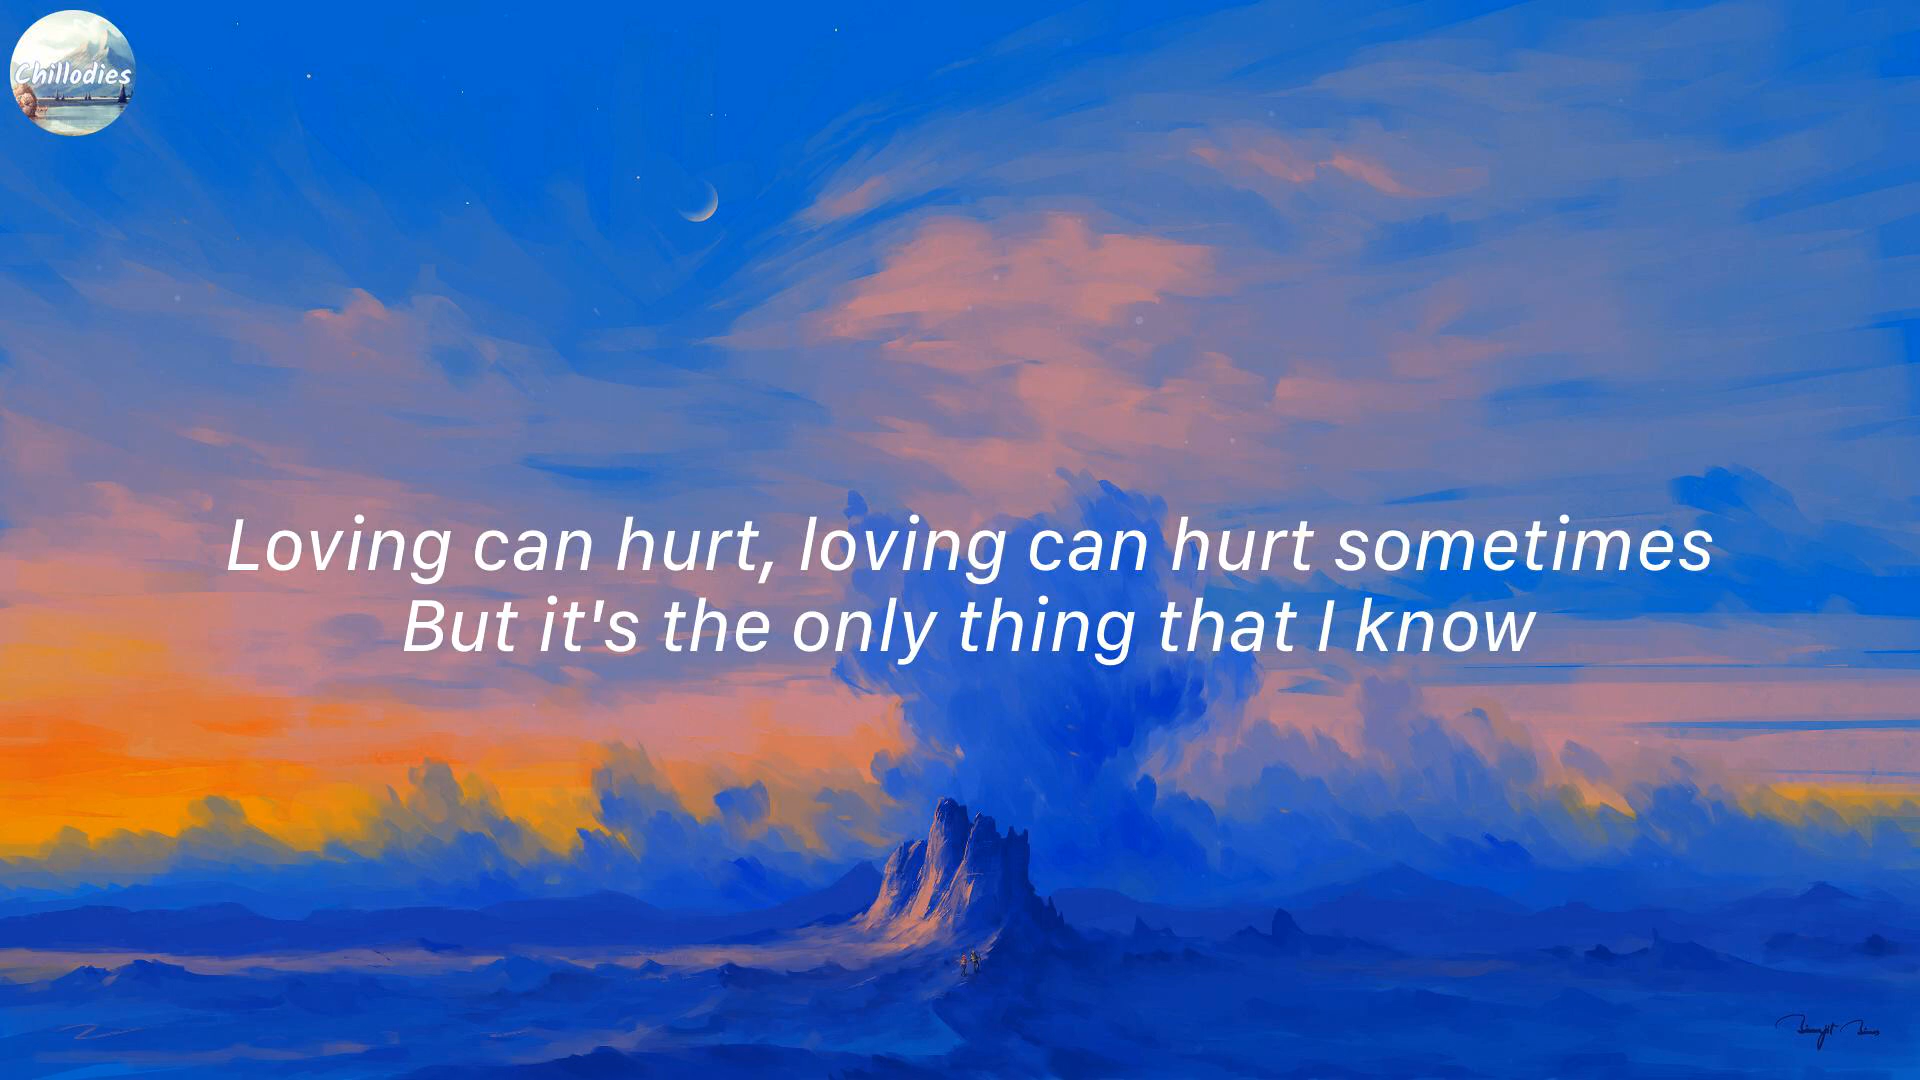 Chillodies
Loving can hurt, loving can hurt sometimes
But it's the only thing that I know